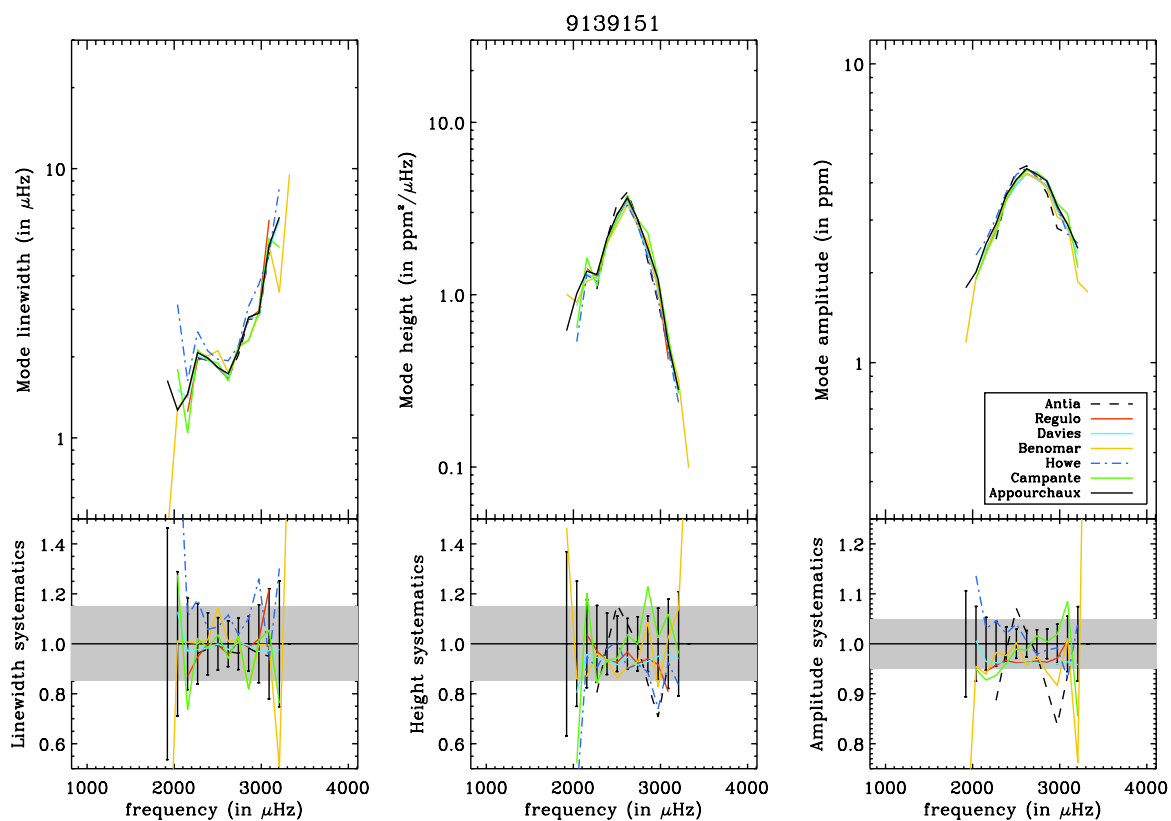 9139151
Mode linewidth (in μHz)
10
1
Mode height (in ppm²/μHz)
10.0
1.0
0.1
Mode amplitude (in ppm)
10
1
Antia
Regulo
Davies
Benomar
Howe
Campante
Appourchaux
Linewidth systematics
1.4
1.2
1.0
0.8
0.6
1000 2000 3000 4000
frequency (in μHz)
Height systematics
1.4
1.2
1.0
0.8
0.6
1000 2000 3000 4000
frequency (in μHz)
Amplitude systematics
1.2
1.1
1.0
0.9
0.8
1000 2000 3000 4000
frequency (in μHz)